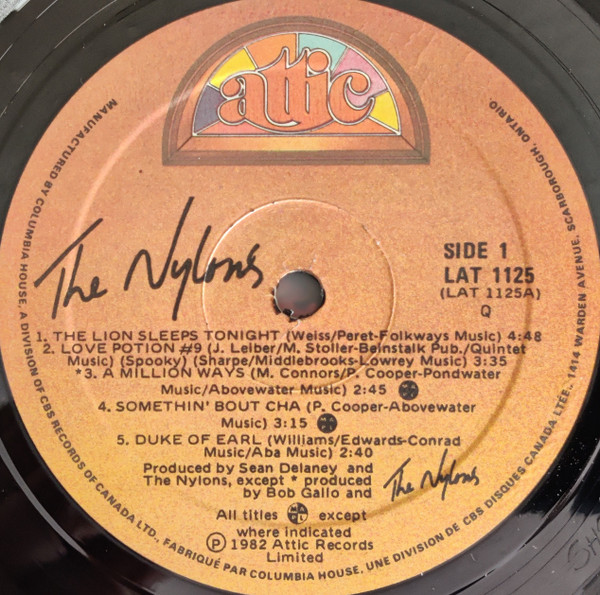 attic
The Nylons
SIDE 1
LAT 1125
(LAT 1125A)
Q
1. THE LION SLEEPS TONIGHT (Weiss/Peret-Folkways Music) 4:48
2. LOVE POTION #9 (J. Leiber/M. Stoller-Beinstalk Pub./Quintet
Music) (Spooky) (Sharpe/Middlebrooks-Lowrey Music) 3:35
*3. A MILLION WAYS (M. Connors/P. Cooper-Pondwater
Music/Abovewater Music) 2:45
4. SOMETHIN' BOUT CHA (P. Cooper-Abovewater
Music) 3:15
5. DUKE OF EARL (Williams/Edwards-Conrad
Music/Aba Music) 2:40
Produced by Sean Delaney and
The Nylons, except * produced
by Bob Gallo and The Nylons
All titles except
where indicated
Ⓟ 1982 Attic Records
Limited
MANUFACTURED BY COLUMBIA HOUSE, A DIVISION OF CBS RECORDS OF CANADA LTD., FABRIQUÉ PAR COLUMBIA HOUSE. UNE DIVISION DE CBS DISQUES CANADA LTÉE., 1414 WARDEN AVENUE, SCARBOROUGH, ONTARIO